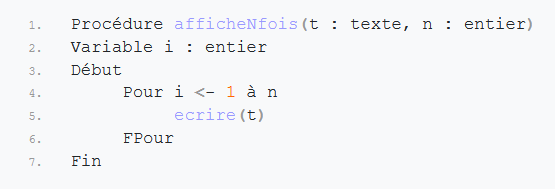 1. Procédure afficheNfois(t : texte, n : entier)
2. Variable i : entier
3. Début
4. Pour i <- 1 à n
5. ecrire(t)
6. FPour
7. Fin